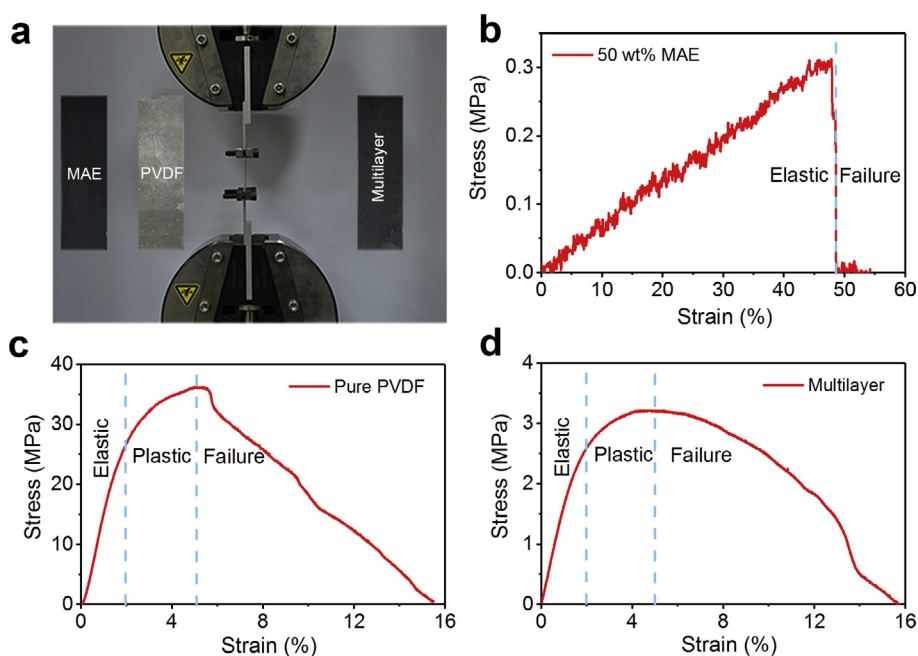 a
MAE
PVDF
Multilayer
b
50 wt% MAE
Stress (MPa)
0.3
0.2
0.1
0.0
Elastic
Failure
0 10 20 30 40 50 60
Strain (%)
c
Pure PVDF
Stress (MPa)
40
30
20
10
0
Elastic
Plastic
Failure
0 4 8 12 16
Strain (%)
d
Multilayer
Stress (MPa)
4
3
2
1
0
Elastic
Plastic
Failure
0 4 8 12 16
Strain (%)